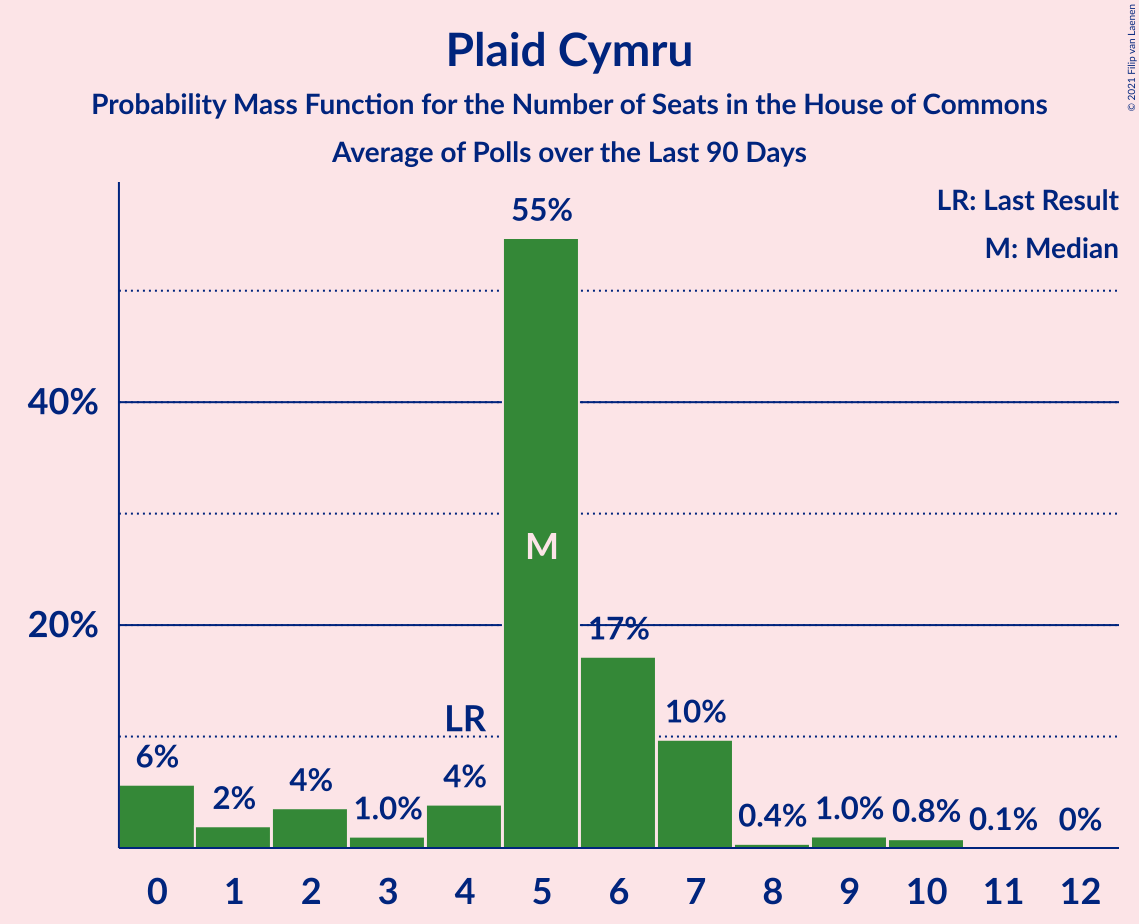 Plaid Cymru
Probability Mass Function for the Number of Seats in the House of Commons
Average of Polls over the Last 90 Days
© 2021 Filip van Laenen
LR: Last Result
M: Median
55%
40%
M
20%
17%
LR
10%
6%
2%
4%
1.0%
4%
0.4%
1.0%
0.8%
0.1%
0%
0 1 2 3 4 5 6 7 8 9 10 11 12